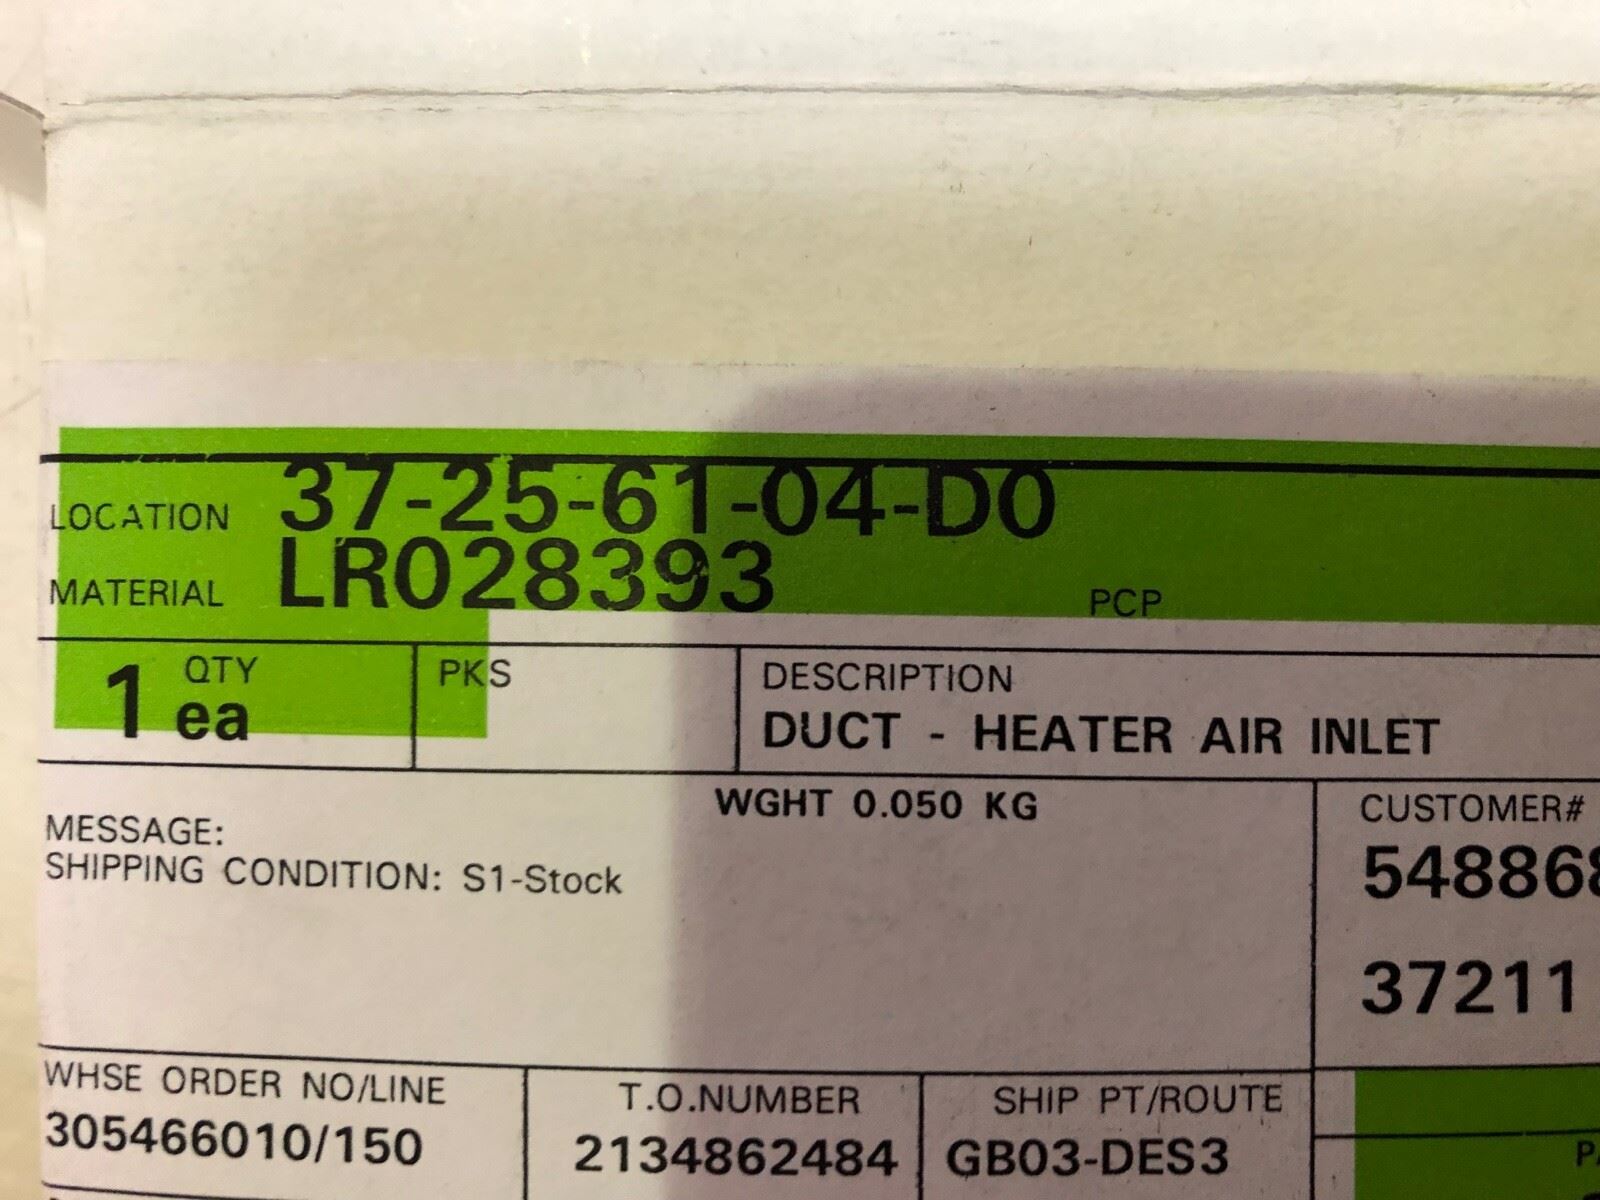 LOCATION 37-25-61-04-D0
MATERIAL LR028393 PCP
1 QTY ea PKS
DESCRIPTION
DUCT - HEATER AIR INLET
WGHT 0.050 KG
MESSAGE:
SHIPPING CONDITION: S1-Stock
CUSTOMER#
54886
37211
WHSE ORDER NO/LINE
305466010/150
T.O.NUMBER
2134862484
SHIP PT/ROUTE
GB03-DES3